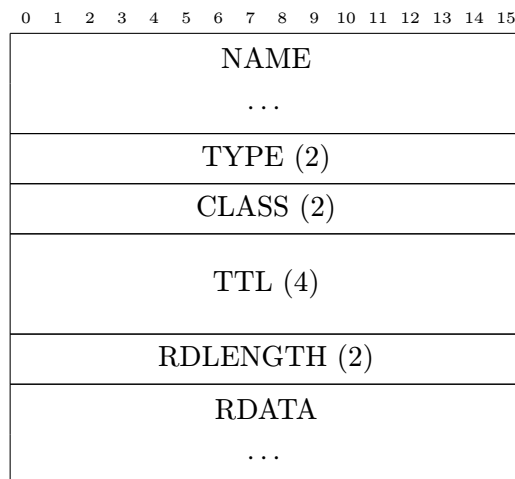 0 1 2 3 4 5 6 7 8 9 10 11 12 13 14 15
NAME
...
TYPE (2)
CLASS (2)
TTL (4)
RDLENGTH (2)
RDATA
...